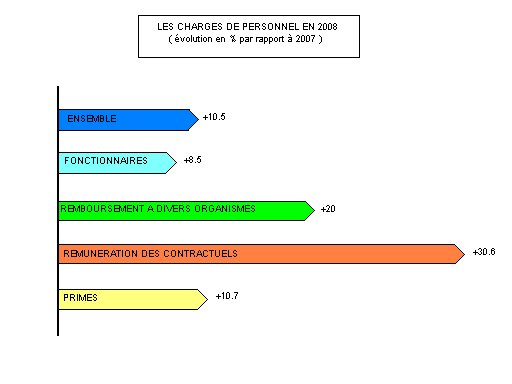 LES CHARGES DE PERSONNEL EN 2008
( évolution en % par rapport à 2007 )
ENSEMBLE +10.5
FONCTIONNAIRES +8.5
REMBOURSEMENT A DIVERS ORGANISMES +20
REMUNERATION DES CONTRACTUELS +30.6
PRIMES +10.7